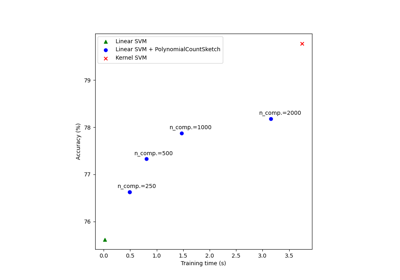 Linear SVM
Linear SVM + PolynomialCountSketch
Kernel SVM
79
78
77
76
Accuracy (%)
n_comp.=2000
n_comp.=1000
n_comp.=500
n_comp.=250
0.0 0.5 1.0 1.5 2.0 2.5 3.0 3.5
Training time (s)